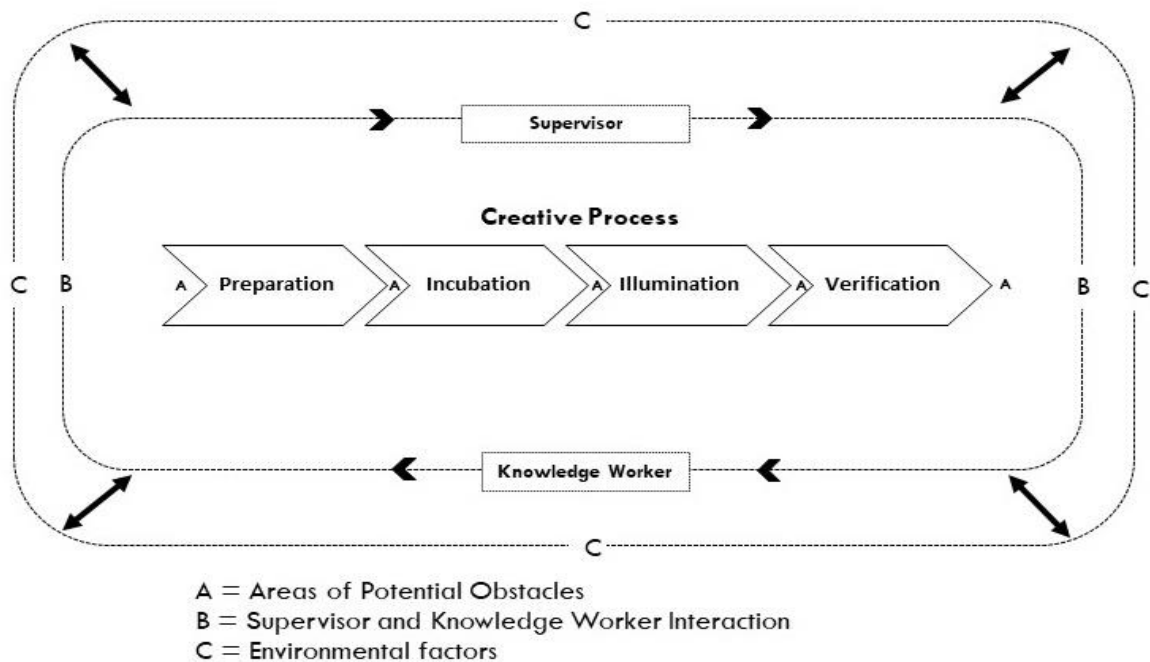 C
Supervisor
Creative Process
C B A Preparation A Incubation A Illumination A Verification A B C
Knowledge Worker
C
A = Areas of Potential Obstacles
B = Supervisor and Knowledge Worker Interaction
C = Environmental factors